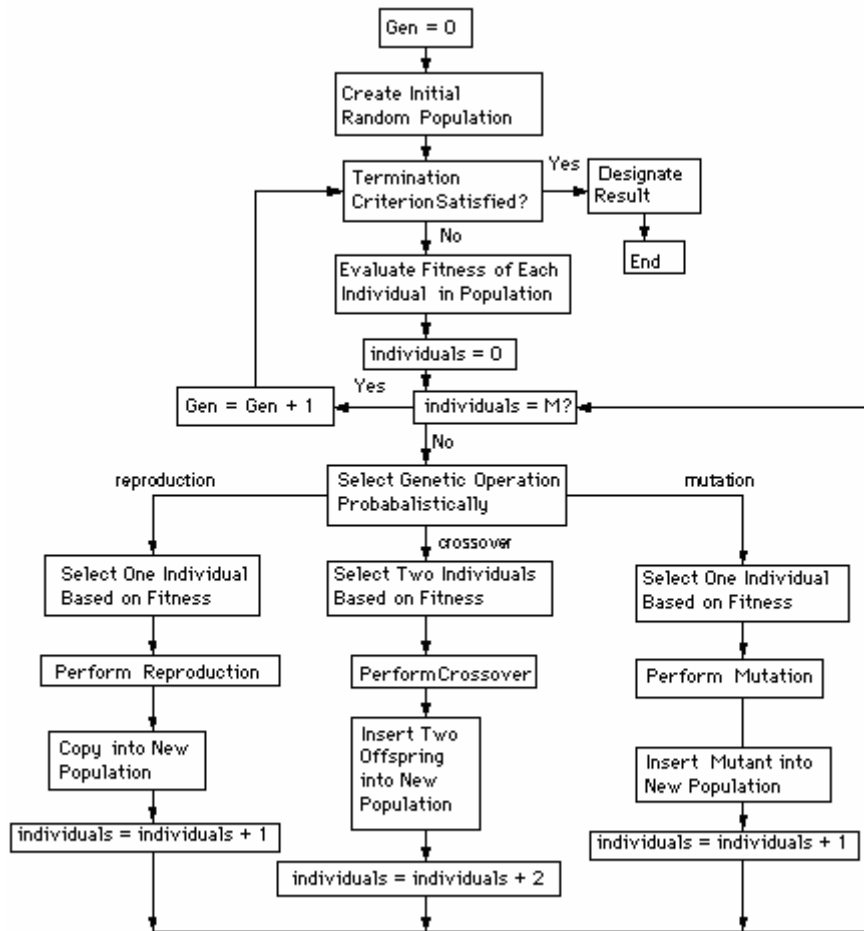 Gen = 0
Create Initial
Random Population
Termination
Criterion Satisfied?
Yes
Designate
Result
End
No
Evaluate Fitness of Each
Individual in Population
individuals = 0
Yes
Gen = Gen + 1
individuals = M?
No
Select Genetic Operation
Probabalistically
reproduction
crossover
mutation
Select One Individual
Based on Fitness
Perform Reproduction
Copy into New
Population
individuals = individuals + 1
Select Two Individuals
Based on Fitness
Perform Crossover
Insert Two
Offspring
into New
Population
individuals = individuals + 2
Select One Individual
Based on Fitness
Perform Mutation
Insert Mutant into
New Population
individuals = individuals + 1